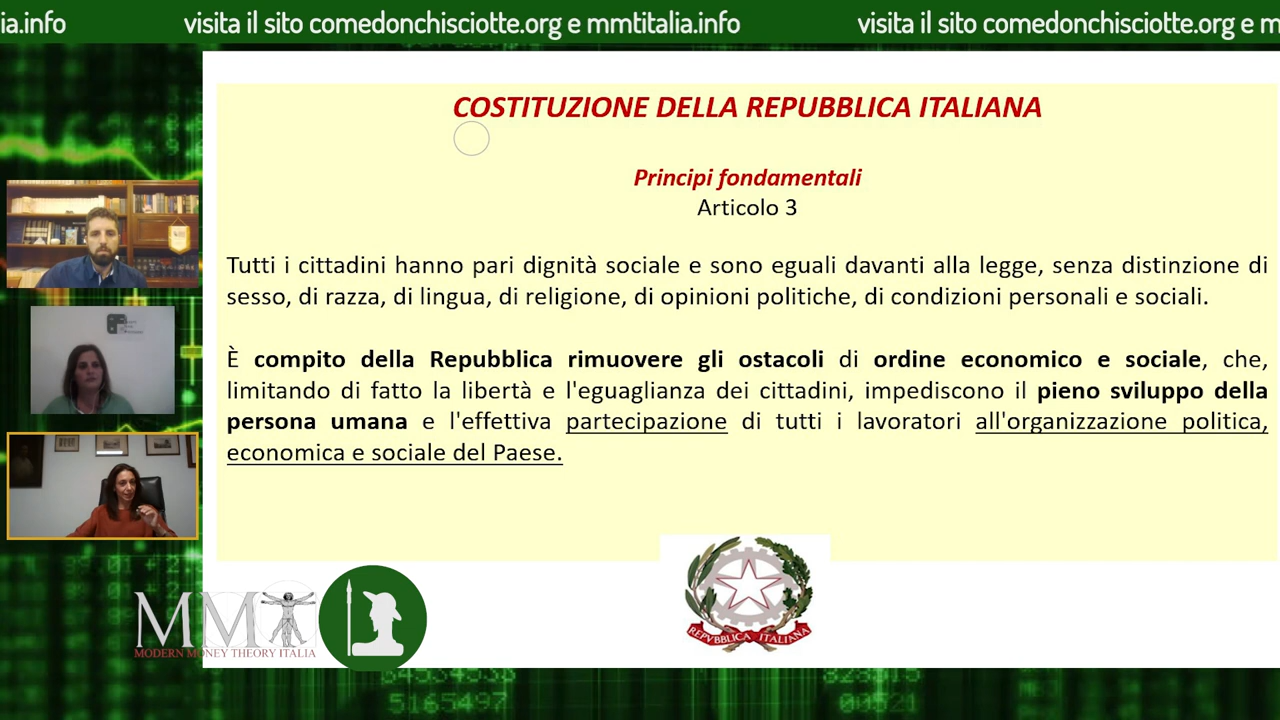 ia.info visita il sito comedonchisciotte.org e mmtitalia.info visita il sito comedonchisciotte.org e m
COSTITUZIONE DELLA REPUBBLICA ITALIANA
Principi fondamentali
Articolo 3
Tutti i cittadini hanno pari dignità sociale e sono eguali davanti alla legge, senza distinzione di
sesso, di razza, di lingua, di religione, di opinioni politiche, di condizioni personali e sociali.
È compito della Repubblica rimuovere gli ostacoli di ordine economico e sociale, che,
limitando di fatto la libertà e l'eguaglianza dei cittadini, impediscono il pieno sviluppo della
persona umana e l'effettiva partecipazione di tutti i lavoratori all'organizzazione politica,
economica e sociale del Paese.
REPVBBLICA ITALIANA
MMT
MODERN MONEY THEORY ITALIA
5165497